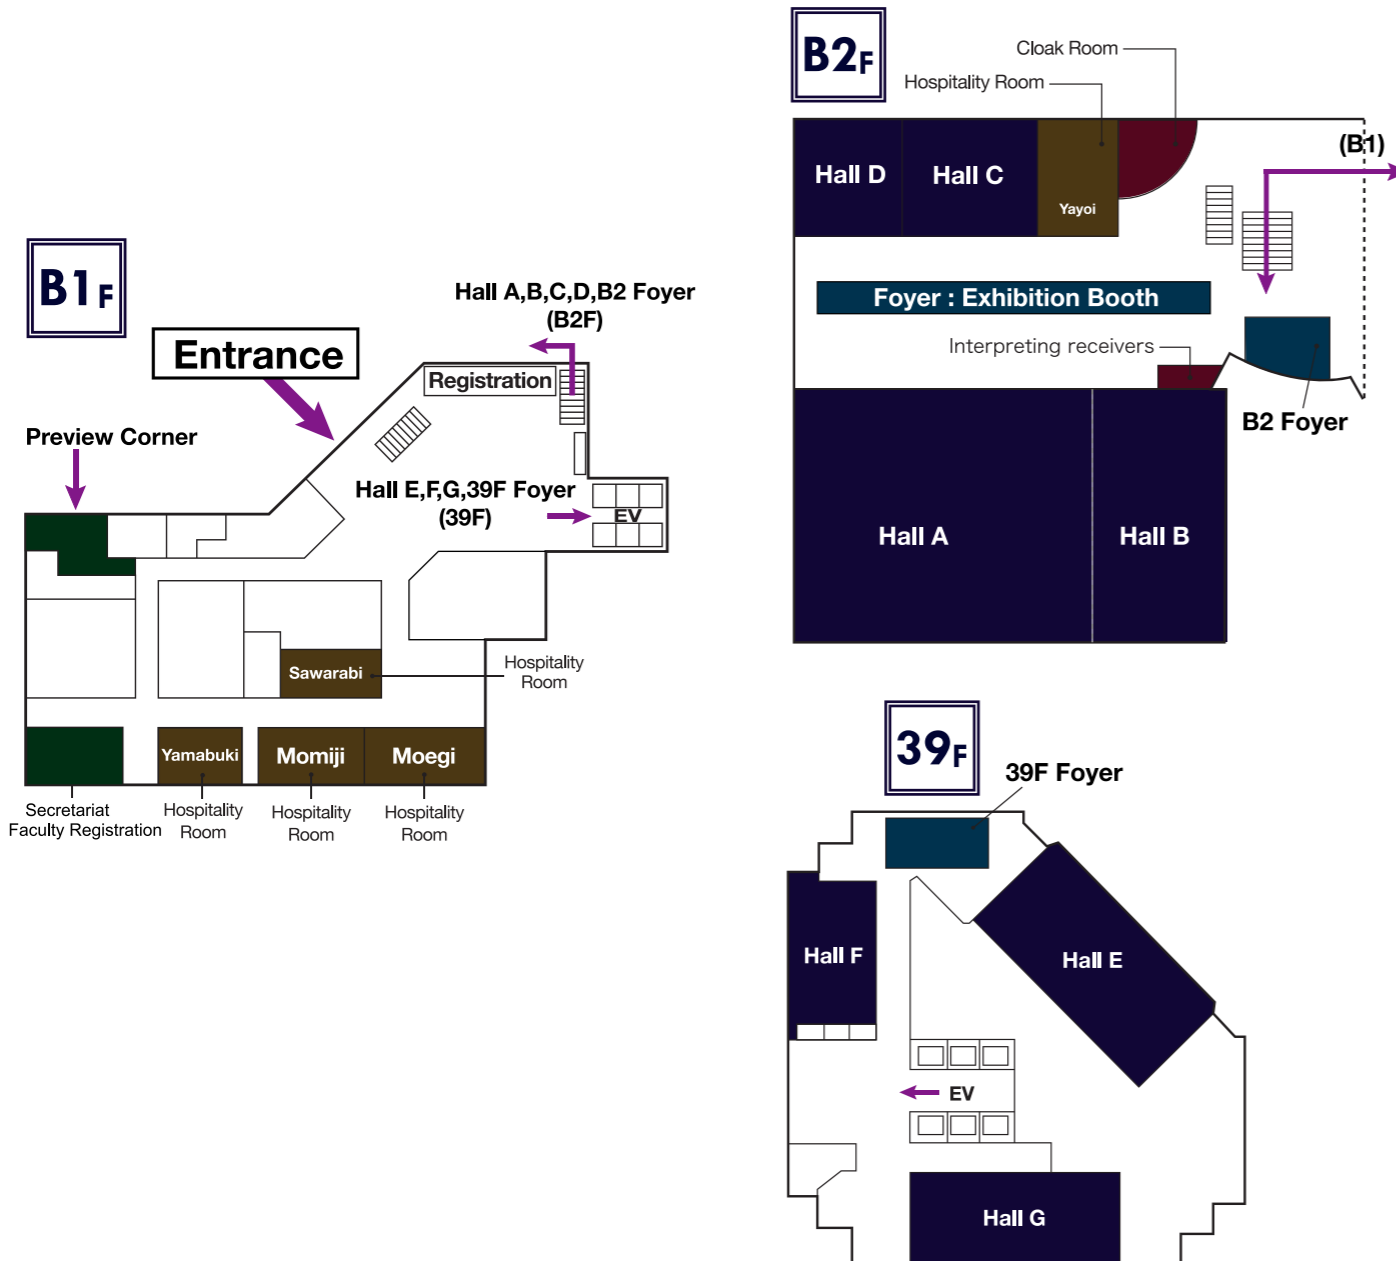 B1F
Entrance
Hall A,B,C,D,B2 Foyer
(B2F)
Registration
Preview Corner
Hall E,F,G,39F Foyer
(39F)
EV
Sawarabi
Hospitality
Room
Yamabuki
Momiji
Moegi
Secretariat
Faculty Registration
Hospitality
Room
Hospitality
Room
Hospitality
Room
B2F
Cloak Room
Hospitality Room
(B1)
Hall D
Hall C
Yayoi
Foyer : Exhibition Booth
Interpreting receivers
B2 Foyer
Hall A
Hall B
39F
39F Foyer
Hall F
Hall E
EV
Hall G